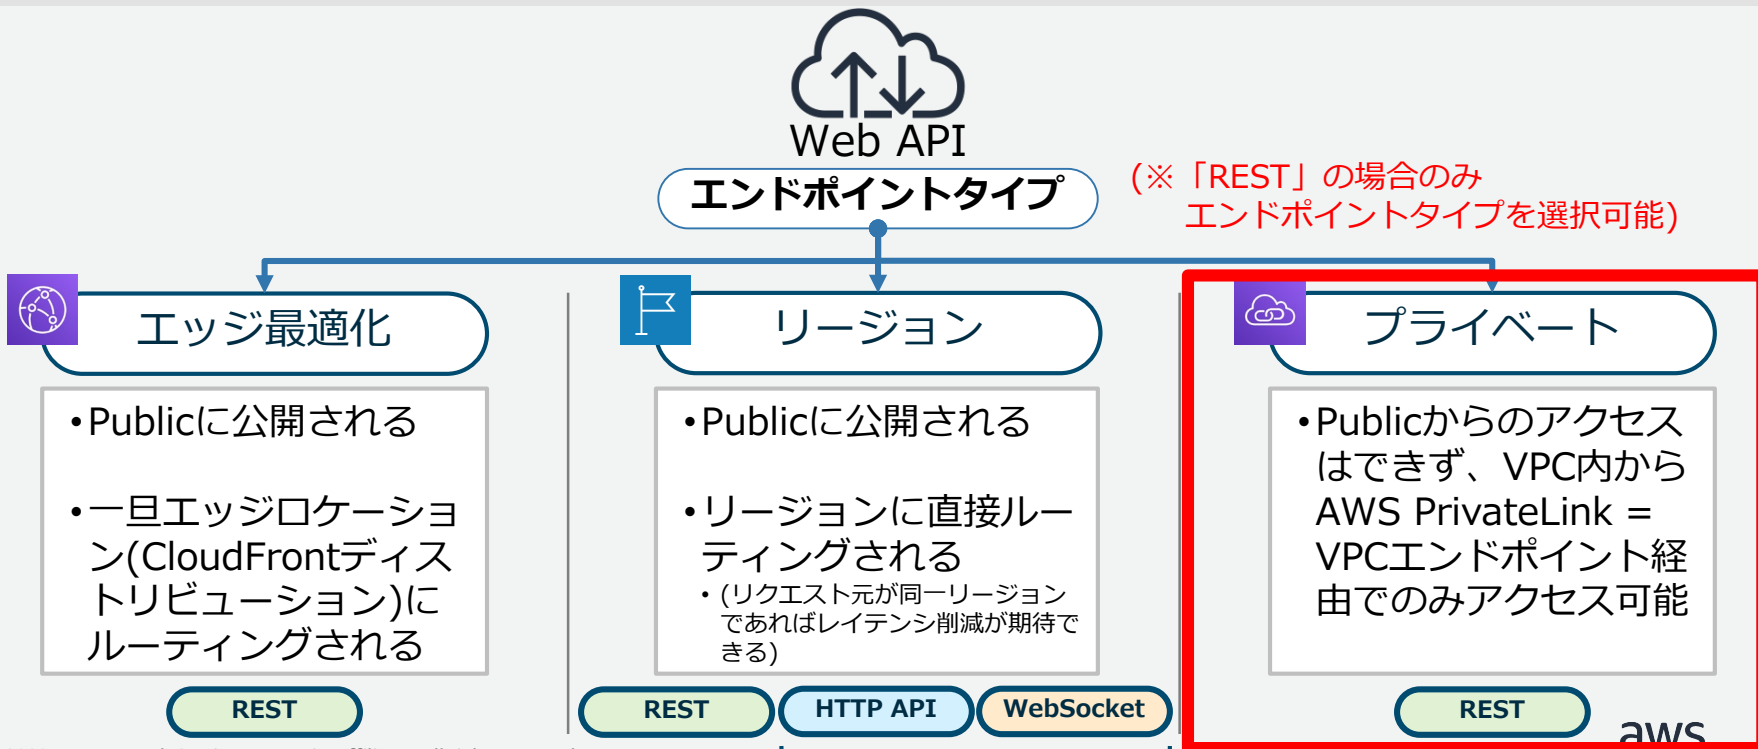 Web API
エンドポイントタイプ
(※「REST」の場合のみ
エンドポイントタイプを選択可能)
エッジ最適化
•Publicに公開される
•一旦エッジロケーショ
ン(CloudFrontディス
トリビューション)に
ルーティングされる
REST
リージョン
•Publicに公開される
•リージョンに直接ルー
ティングされる
•(リクエスト元が同一リージョン
であればレイテンシ削減が期待で
きる)
REST
HTTP API
WebSocket
プライベート
•Publicからのアクセス
はできず、VPC内から
AWS PrivateLink =
VPCエンドポイント経
由でのみアクセス可能
REST
aws